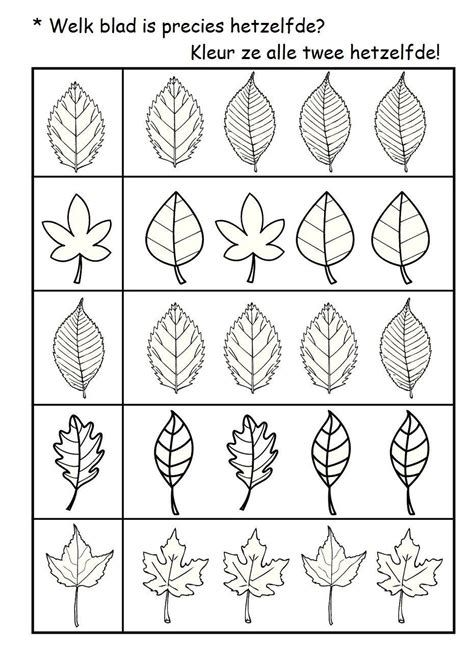 * Welk blad is precies hetzelfde?
Kleur ze alle twee hetzelfde!